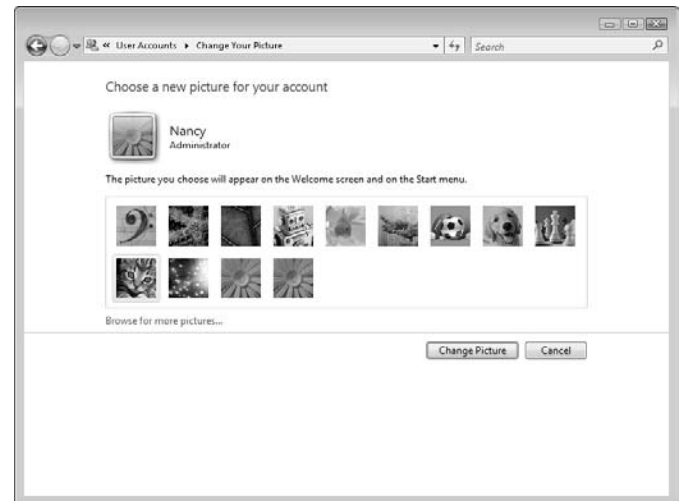 « User Accounts ▸ Change Your Picture Search
Choose a new picture for your account
Nancy
Administrator
The picture you choose will appear on the Welcome screen and on the Start menu.
Browse for more pictures...
Change Picture Cancel